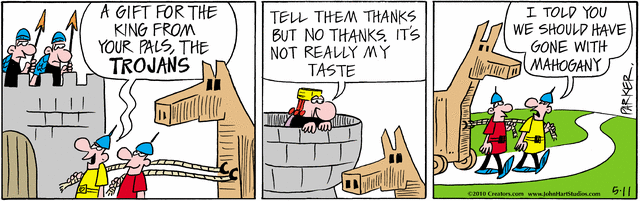 A GIFT FOR THE
KING FROM
YOUR PALS, THE
TROJANS
TELL THEM THANKS
BUT NO THANKS. IT'S
NOT REALLY MY
TASTE
I TOLD YOU
WE SHOULD HAVE
GONE WITH
MAHOGANY
PARKER.
5·11
©2010 Creators.com www.JohnHartStudios.com